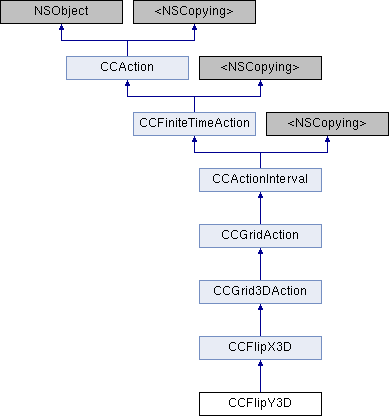 NSObject
<NSCopying>
CCAction
<NSCopying>
CCFiniteTimeAction
<NSCopying>
CCActionInterval
CCGridAction
CCGrid3DAction
CCFlipX3D
CCFlipY3D